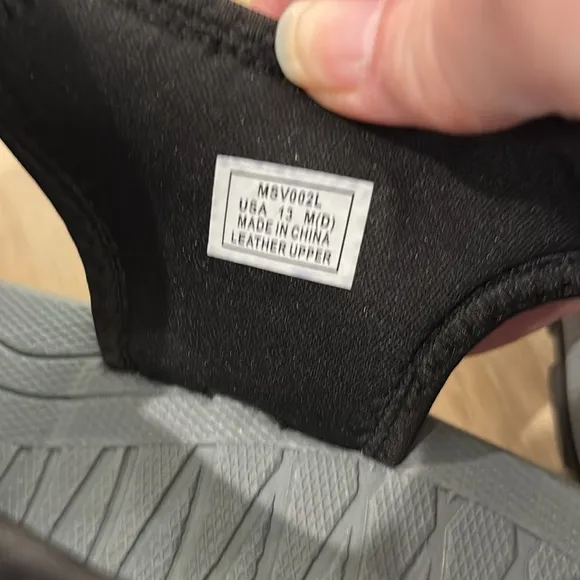 MSV002L
USA 13 M(D)
MADE IN CHINA
LEATHER UPPER